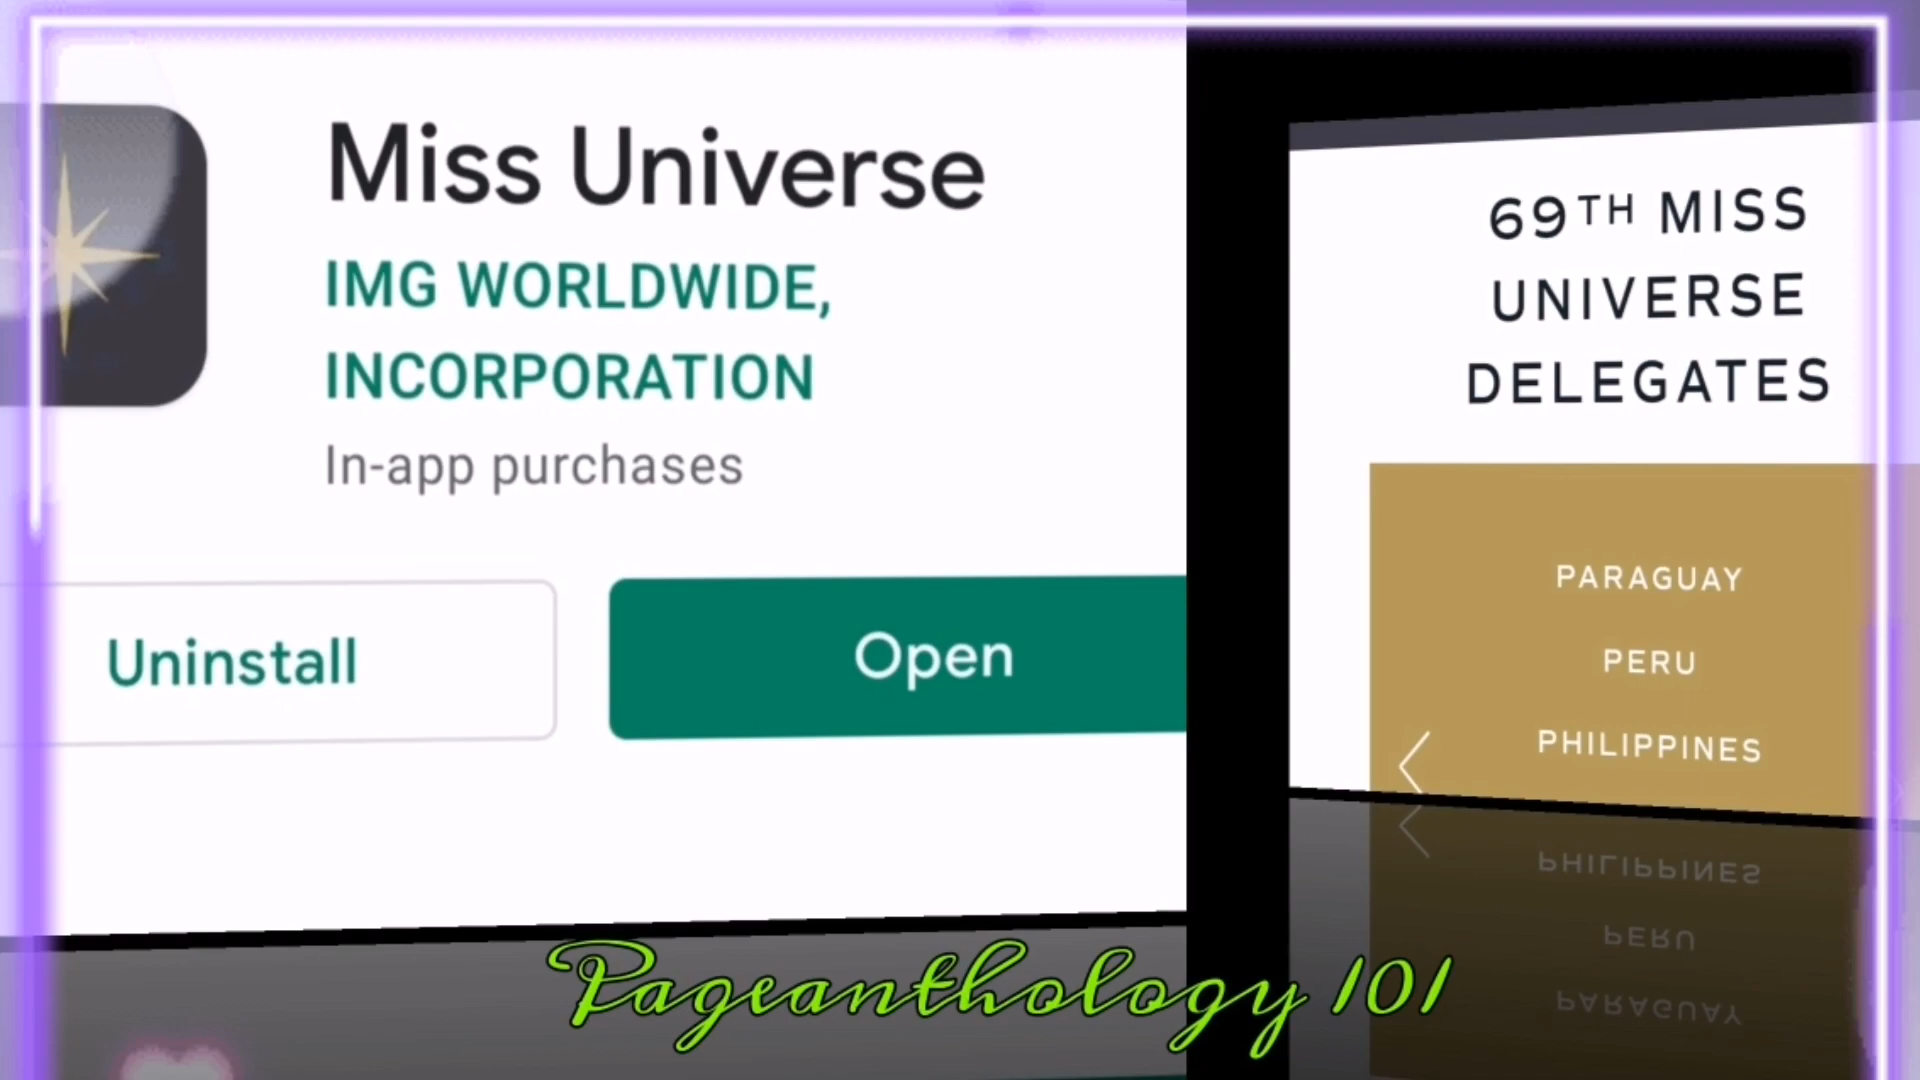 Miss Universe
IMG WORLDWIDE,
INCORPORATION
In-app purchases
Uninstall
Open
69TH MISS
UNIVERSE
DELEGATES
PARAGUAY
PERU
PHILIPPINES
PHILIPPINES
PERU
PARAGUAY
Pageanthology 101